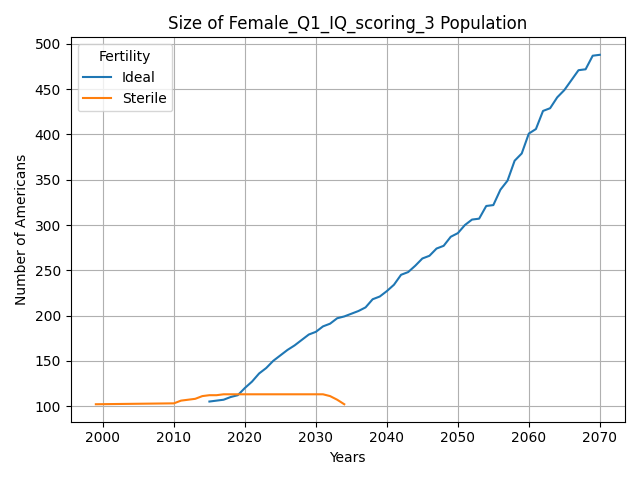 Size of Female_Q1_IQ_scoring_3 Population
Fertility
Ideal
Sterile
Number of Americans
500
450
400
350
300
250
200
150
100
2000 2010 2020 2030 2040 2050 2060 2070
Years